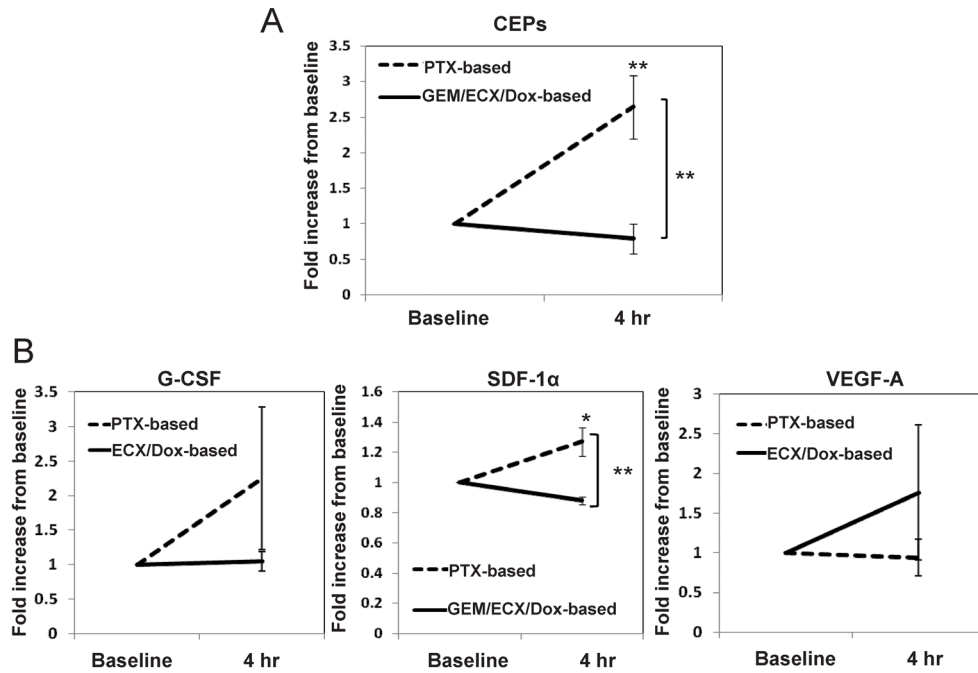 A
CEPs
Fold increase from baseline
3.5
3
2.5
2
1.5
1
0.5
0
PTX-based
GEM/ECX/Dox-based
**
**
Baseline
4 hr
B
G-CSF
Fold increase from baseline
3.5
3
2.5
2
1.5
1
0.5
0
PTX-based
ECX/Dox-based
Baseline
4 hr
SDF-1α
Fold increase from baseline
1.6
1.4
1.2
1
0.8
0.6
0.4
0.2
0
*
**
PTX-based
GEM/ECX/Dox-based
Baseline
4 hr
VEGF-A
Fold increase from baseline
3
2.5
2
1.5
1
0.5
0
PTX-based
ECX/Dox-based
Baseline
4 hr